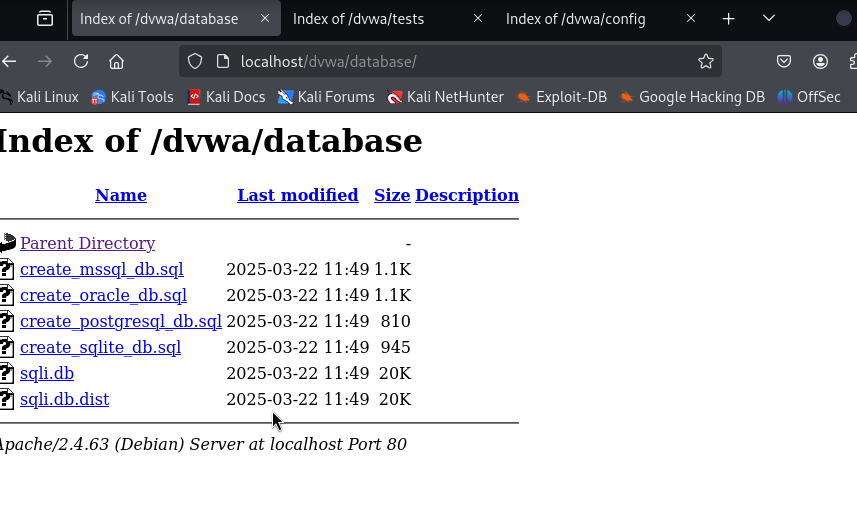 Index of /dvwa/database
Index of /dvwa/tests
Index of /dvwa/config
localhost/dvwa/database/
Kali Linux Kali Tools Kali Docs Kali Forums Kali NetHunter Exploit-DB Google Hacking DB OffSec
Index of /dvwa/database
Name Last modified Size Description
Parent Directory -
create_mssql_db.sql 2025-03-22 11:49 1.1K
create_oracle_db.sql 2025-03-22 11:49 1.1K
create_postgresql_db.sql 2025-03-22 11:49 810
create_sqlite_db.sql 2025-03-22 11:49 945
sqli.db 2025-03-22 11:49 20K
sqli.db.dist 2025-03-22 11:49 20K
Apache/2.4.63 (Debian) Server at localhost Port 80